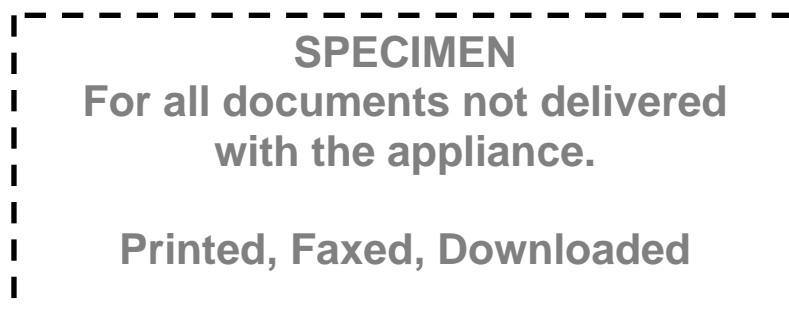 SPECIMEN
For all documents not delivered
with the appliance.
Printed, Faxed, Downloaded